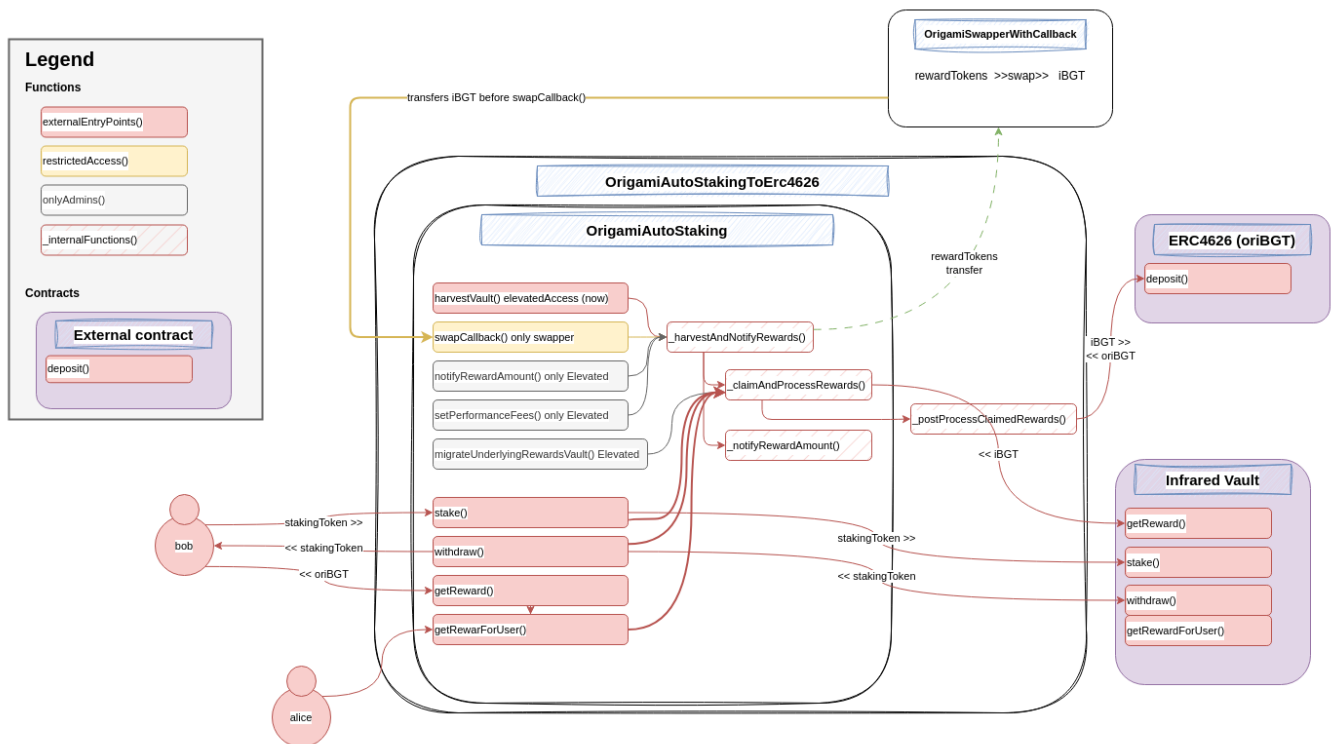 Legend
Functions
externalEntryPoints()
restrictedAccess()
onlyAdmins()
_internalFunctions()
Contracts
External contract
deposit()
OrigamiSwapperWithCallback
rewardTokens >>swap>> iBGT
transfers iBGT before swapCallback()
OrigamiAutoStakingToErc4626
OrigamiAutoStaking
rewardTokens
transfer
harvestVault() elevatedAccess (now)
swapCallback() only swapper
_harvestAndNotifyRewards()
notifyRewardAmount() only Elevated
_claimAndProcessRewards()
setPerformanceFees() only Elevated
_postProcessClaimedRewards()
migrateUnderlyingRewardsVault() Elevated
_notifyRewardAmount()
ERC4626 (oriBGT)
deposit()
iBGT >>
<< oriBGT
<< iBGT
Infrared Vault
getReward()
stake()
withdraw()
getRewardForUser()
stake()
withdraw()
getReward()
getRewarForUser()
stakingToken >>
<< stakingToken
stakingToken >>
<< stakingToken
<< oriBGT
bob
alice